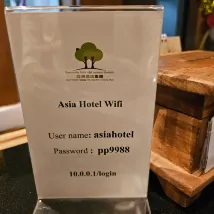 Asia Hotel Wifi
User name: asiahotel
Password : pp9988
10.0.0.1/login